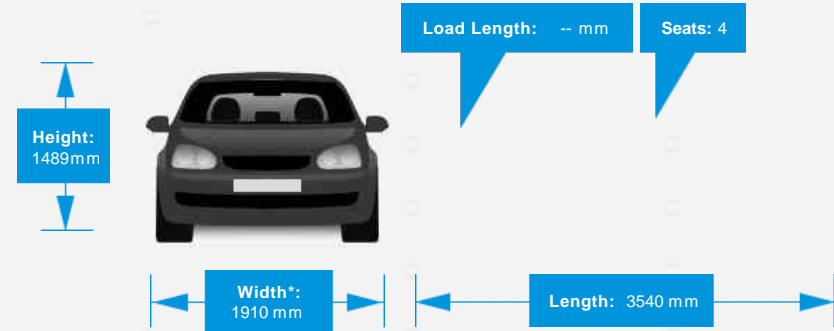 Load Length: -- mm
Seats: 4
Height:
1489mm
Width*:
1910 mm
Length: 3540 mm